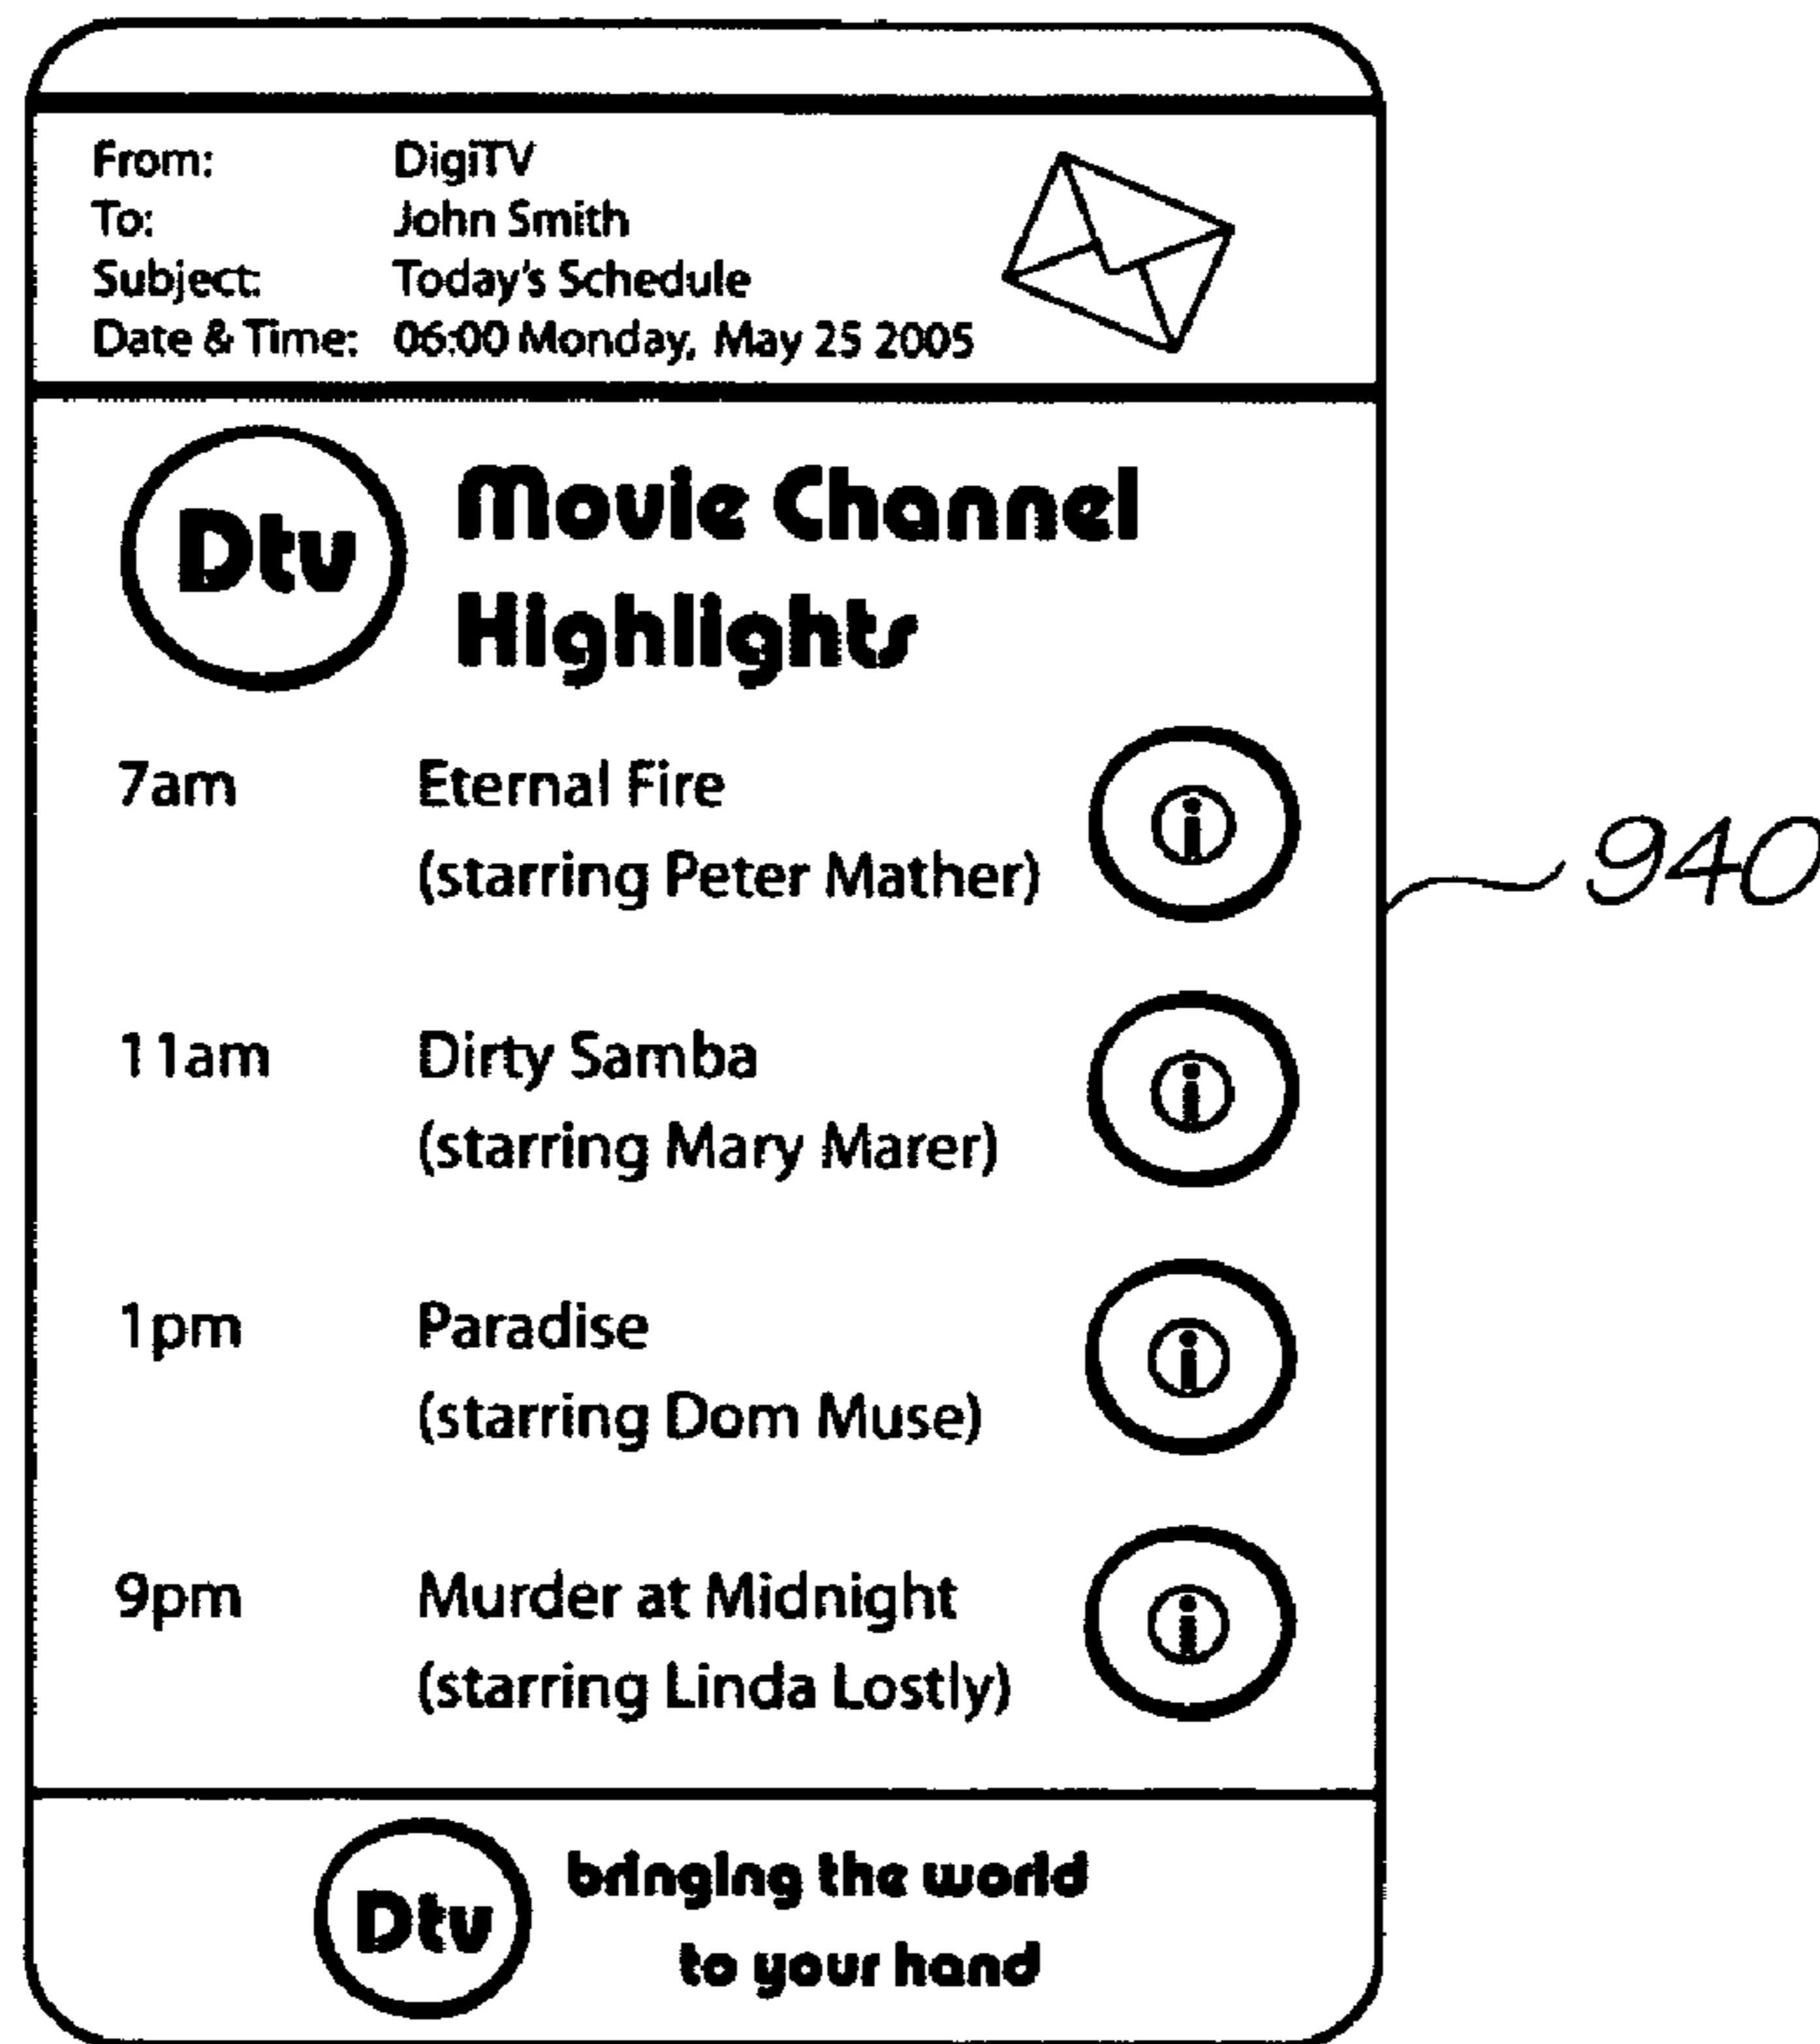 From: DigiTV
To: John Smith
Subject: Today's Schedule
Date & Time: 06:00 Monday, May 25 2005
Dtv
Movie Channel
Highlights
7am Eternal Fire
(starring Peter Mather)
i
940
11am Dirty Samba
(starring Mary Marer)
i
1pm Paradise
(starring Dom Muse)
i
9pm Murder at Midnight
(starring Linda Lostly)
i
Dtv
bringing the world
to your hand